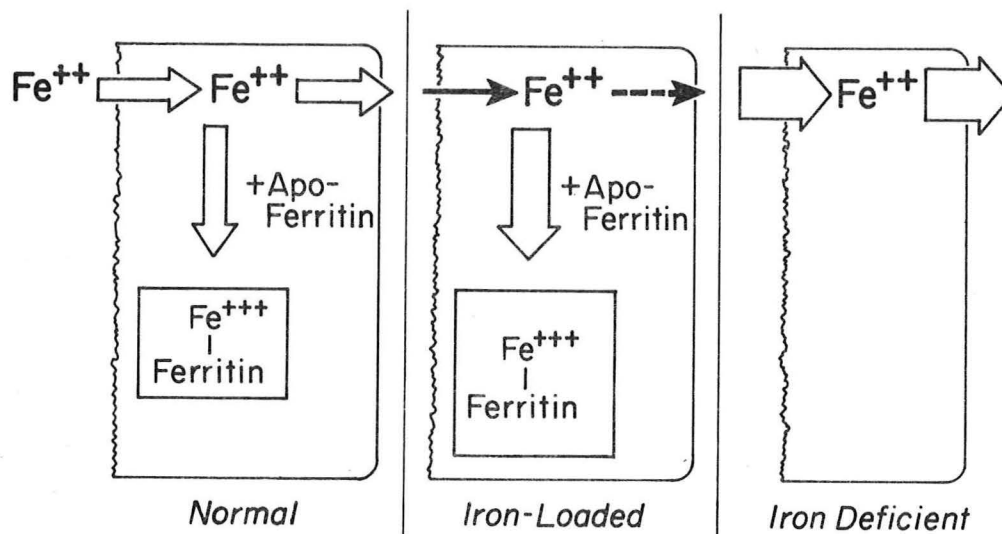 Fe++ Fe++
+Apo-
Ferritin
Fe+++
Ferritin
Normal
Fe++
+Apo-
Ferritin
Fe+++
Ferritin
Iron-Loaded
Fe++
Iron Deficient